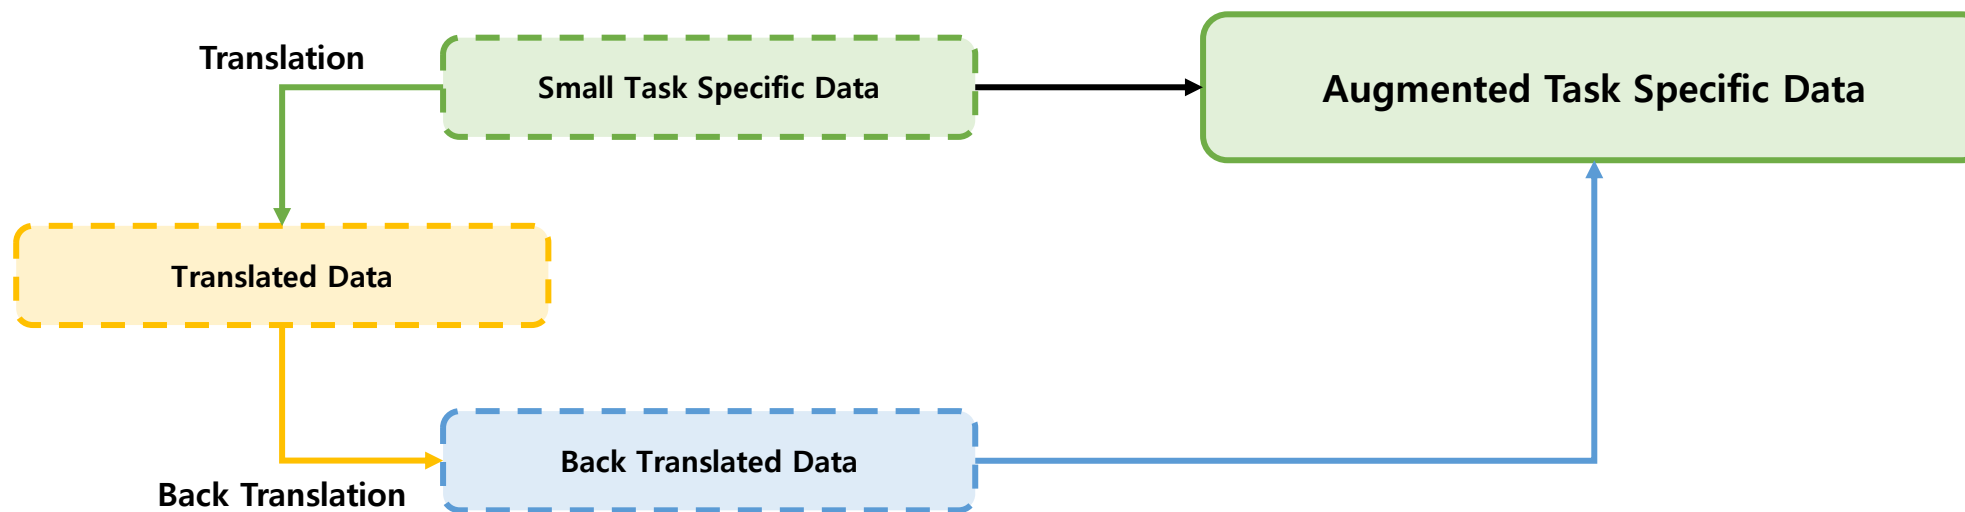 Translation
Small Task Specific Data
Augmented Task Specific Data
Translated Data
Back Translated Data
Back Translation